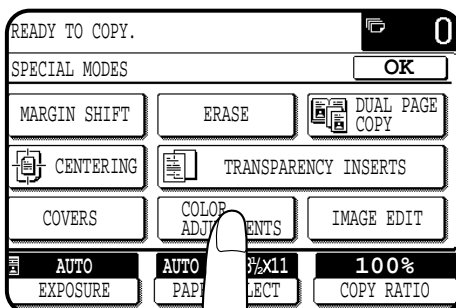 READY TO COPY.
0
SPECIAL MODES
OK
MARGIN SHIFT
ERASE
DUAL PAGE
COPY
CENTERING
TRANSPARENCY INSERTS
COVERS
COLOR
IMAGE EDIT
AUTO
AUTO
100%
EXPOSURE
COPY RATIO